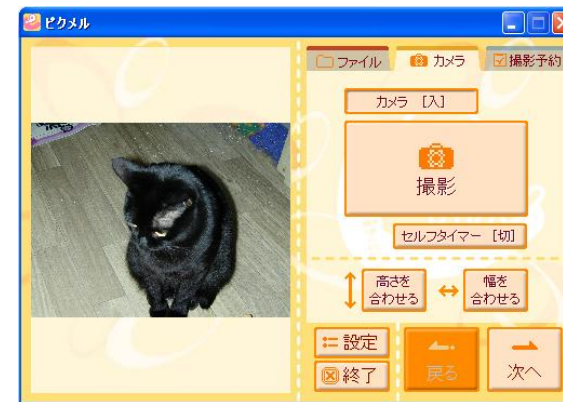 ピクメル
ファイル
カメラ
撮影予約
カメラ [入]
撮影
セルフタイマー [切]
高さを
合わせる
幅を
合わせる
設定
終了
戻る
次へ